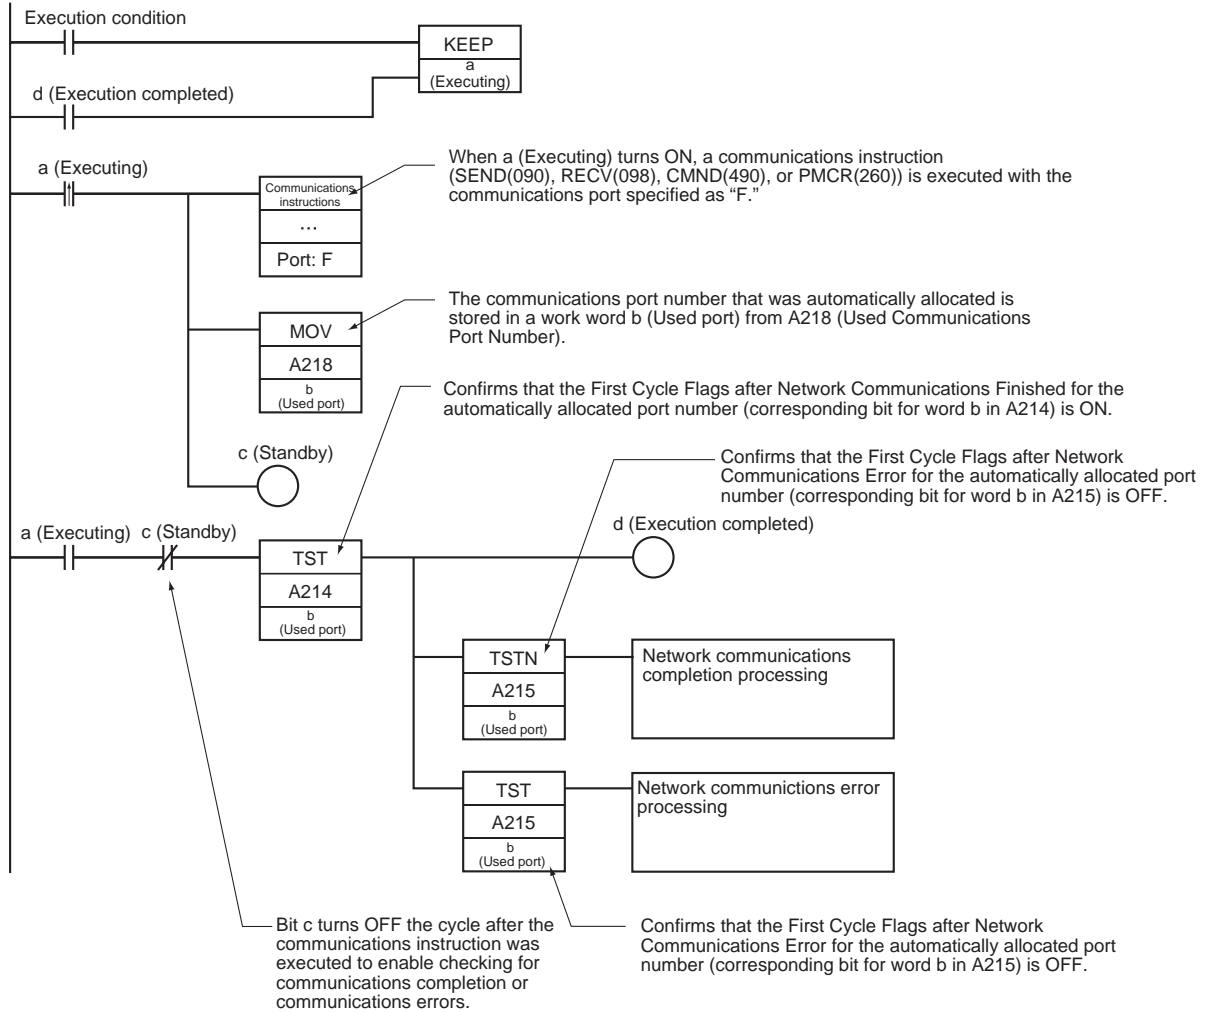 Execution condition
KEEP
a
(Executing)
d (Execution completed)
a (Executing)
Communications
instructions
...
Port: F
When a (Executing) turns ON, a communications instruction
(SEND(090), RECV(098), CMND(490), or PMCR(260)) is executed with the
communications port specified as “F.”
MOV
A218
b
(Used port)
The communications port number that was automatically allocated is
stored in a work word b (Used port) from A218 (Used Communications
Port Number).
Confirms that the First Cycle Flags after Network Communications Finished for the
automatically allocated port number (corresponding bit for word b in A214) is ON.
c (Standby)
Confirms that the First Cycle Flags after Network
Communications Error for the automatically allocated port
number (corresponding bit for word b in A215) is OFF.
a (Executing)
c (Standby)
TST
A214
b
(Used port)
d (Execution completed)
TSTN
A215
b
(Used port)
Network communications
completion processing
TST
A215
b
(Used port)
Network communictions error
processing
Bit c turns OFF the cycle after the
communications instruction was
executed to enable checking for
communications completion or
communications errors.
Confirms that the First Cycle Flags after Network
Communications Error for the automatically allocated port
number (corresponding bit for word b in A215) is OFF.